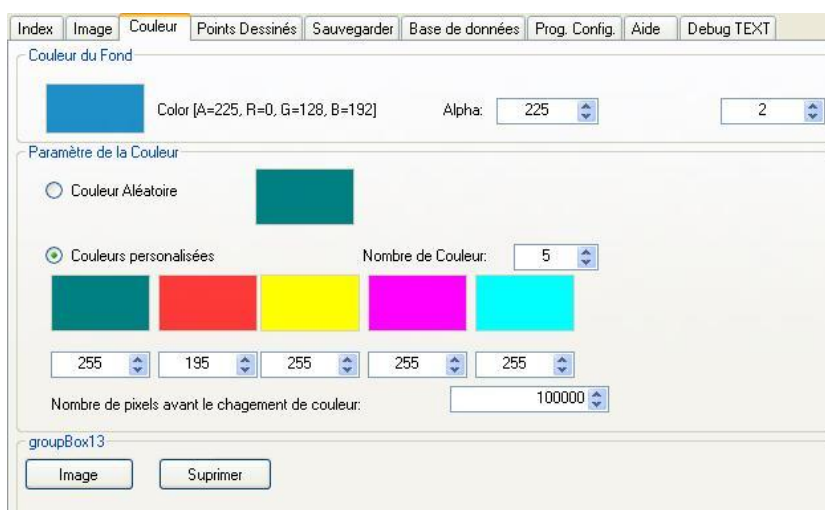 Index Image Couleur Points Dessinés Sauvegarder Base de données Prog. Config. Aide Debug TEXT
Couleur du Fond
Color [A=225, R=0, G=128, B=192] Alpha: 225 2
Paramètre de la Couleur
Couleur Aléatoire
Couleurs personalisées Nombre de Couleur: 5
255 195 255 255 255
Nombre de pixels avant le chagement de couleur: 100000
groupBox13
Image Suprimer